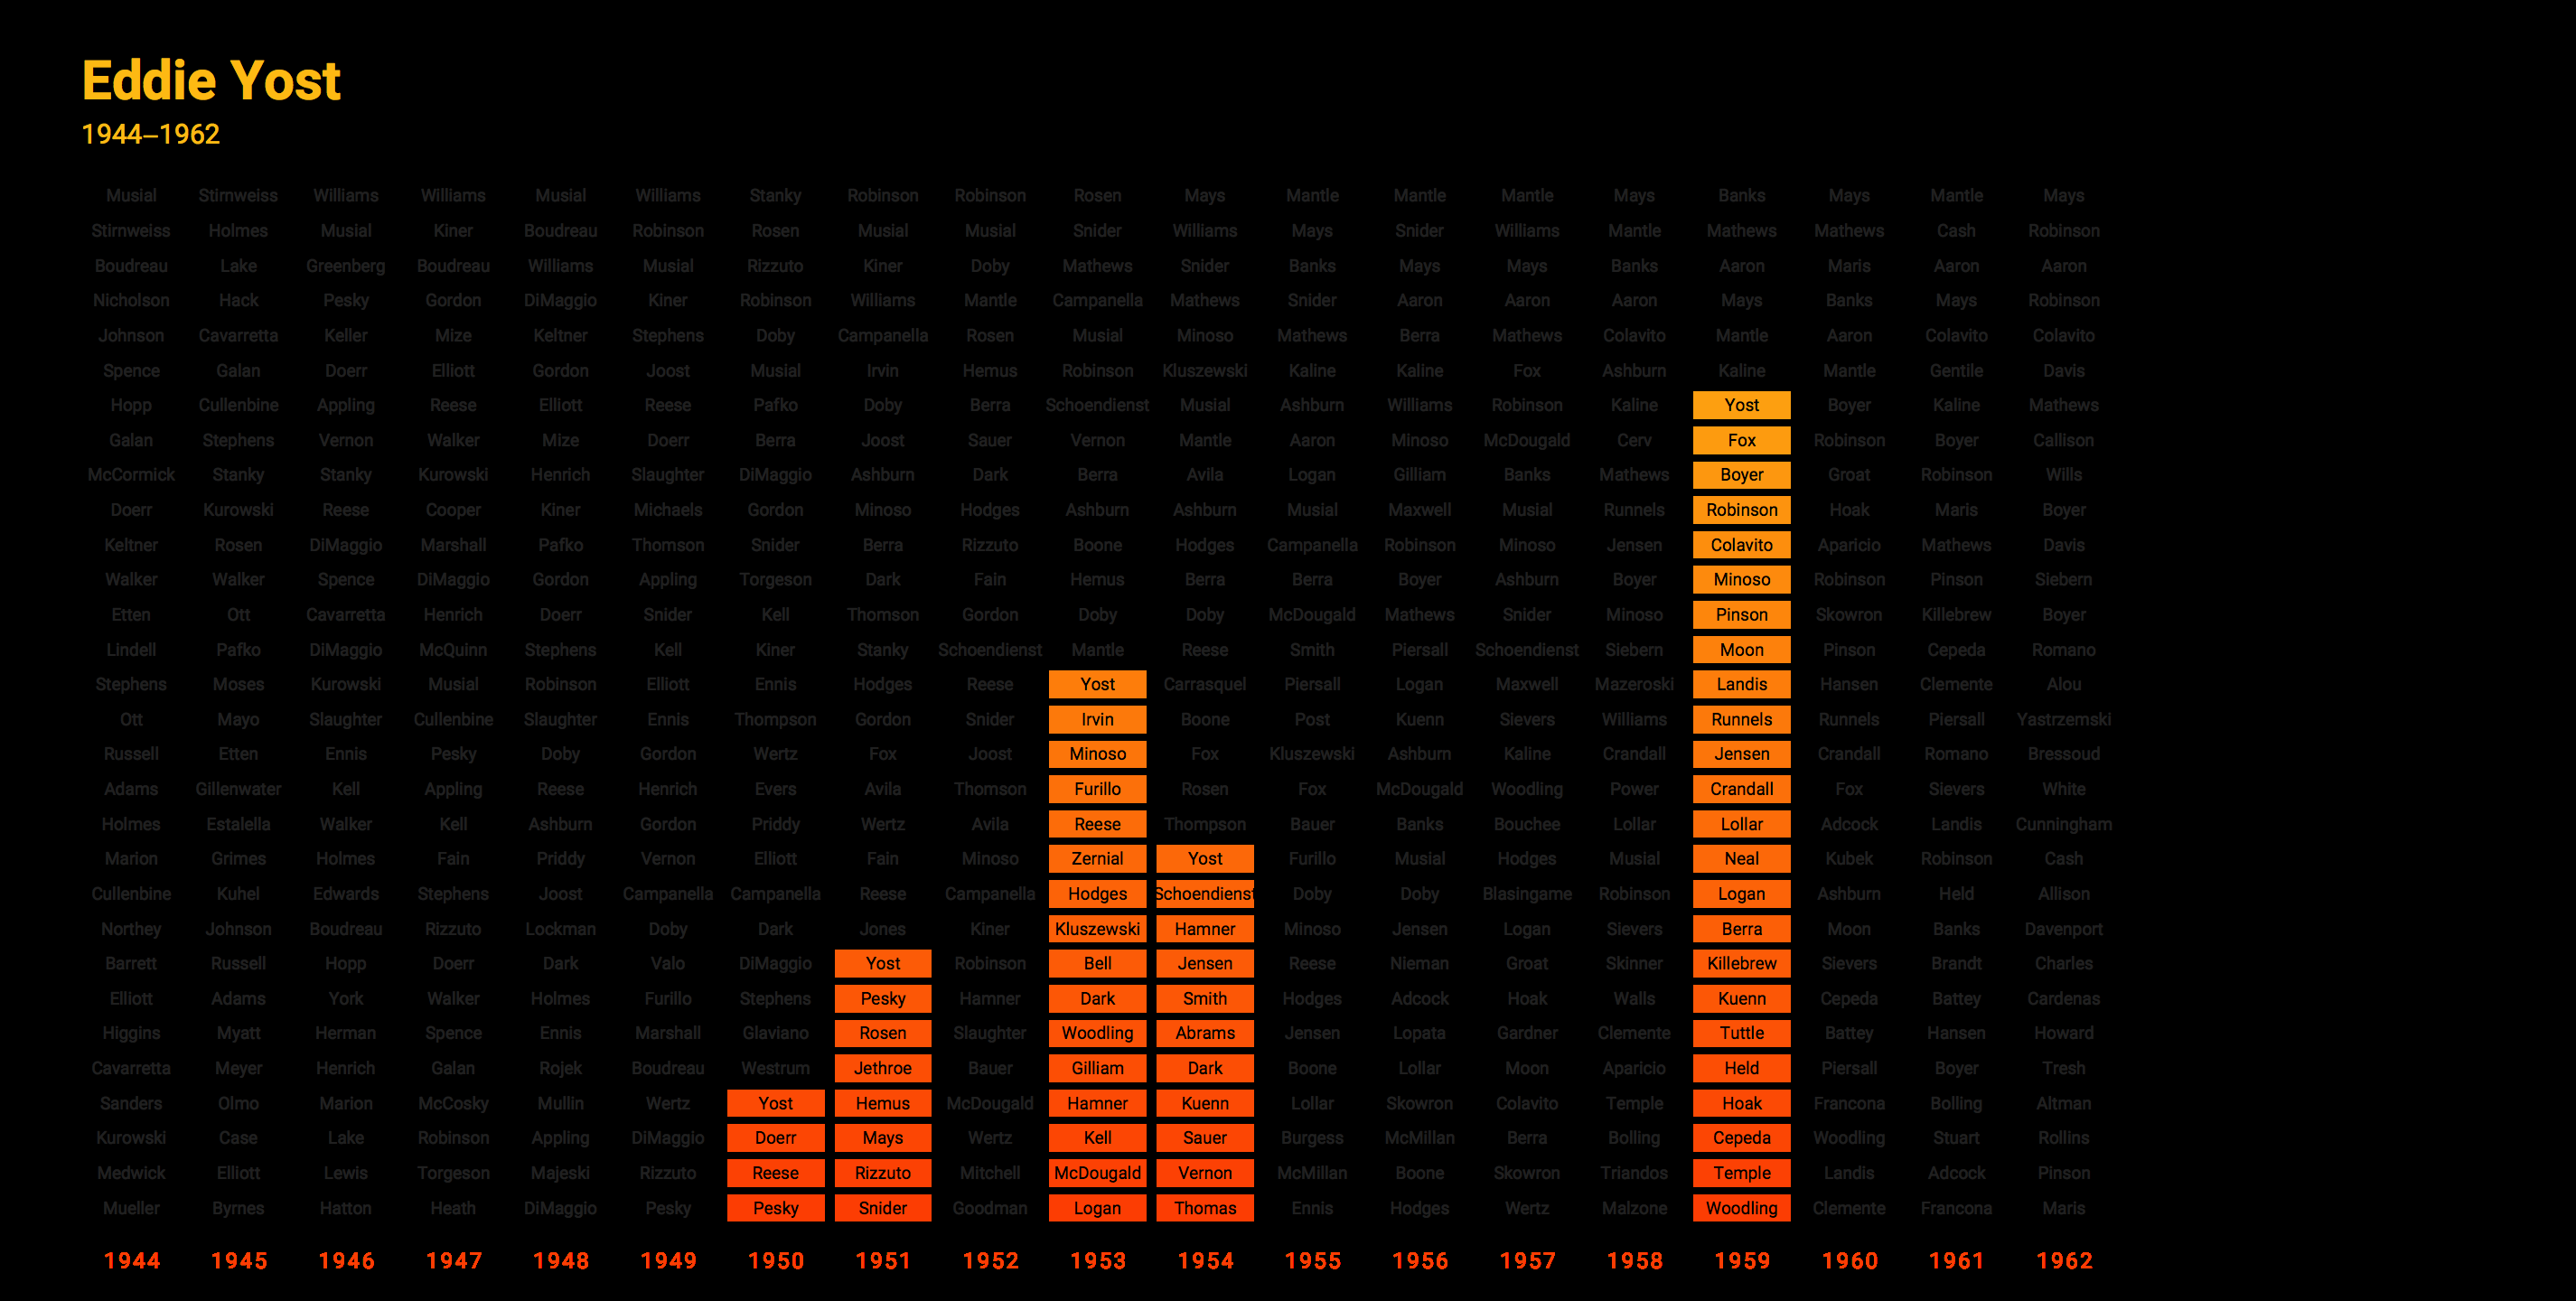 Eddie Yost
1944–1962
Musial Stirnweiss Williams Williams Musial Williams Stanky Robinson Robinson Rosen Mays Mantle Mantle Mantle Mays Banks Mays Mantle Mays
Stirnweiss Holmes Musial Kiner Boudreau Robinson Rosen Musial Musial Snider Williams Mays Snider Williams Mantle Mathews Mathews Cash Robinson
Boudreau Lake Greenberg Boudreau Williams Musial Rizzuto Kiner Doby Mathews Snider Banks Mays Mays Banks Aaron Maris Aaron Aaron
Nicholson Hack Pesky Gordon DiMaggio Kiner Robinson Williams Mantle Campanella Mathews Snider Aaron Aaron Aaron Mays Banks Mays Robinson
Johnson Cavarretta Keller Mize Keltner Stephens Doby Campanella Rosen Musial Minoso Mathews Berra Mathews Colavito Mantle Aaron Colavito Colavito
Spence Galan Doerr Elliott Gordon Joost Musial Irvin Hemus Robinson Kluszewski Kaline Kaline Fox Ashburn Kaline Mantle Gentile Davis
Hopp Cullenbine Appling Reese Elliott Reese Pafko Doby Berra Schoendienst Musial Ashburn Williams Robinson Kaline Yost Boyer Kaline Mathews
Galan Stephens Vernon Walker Mize Doerr Berra Joost Sauer Vernon Mantle Aaron Minoso McDougald Cerv Fox Robinson Boyer Callison
McCormick Stanky Stanky Kurowski Henrich Slaughter DiMaggio Ashburn Dark Berra Avila Logan Gilliam Banks Mathews Boyer Groat Robinson Wills
Doerr Kurowski Reese Cooper Kiner Michaels Gordon Minoso Hodges Ashburn Ashburn Musial Maxwell Musial Runnels Robinson Hoak Maris Boyer
Keltner Rosen DiMaggio Marshall Pafko Thomson Snider Berra Rizzuto Boone Hodges Campanella Robinson Minoso Jensen Colavito Aparicio Mathews Davis
Walker Walker Spence DiMaggio Gordon Appling Torgeson Dark Fain Hemus Berra Berra Boyer Ashburn Boyer Minoso Robinson Pinson Siebern
Etten Ott Cavarretta Henrich Doerr Snider Kell Thomson Gordon Doby Doby McDougald Mathews Snider Minoso Pinson Skowron Killebrew Boyer
Lindell Pafko DiMaggio McQuinn Stephens Kell Kiner Stanky Schoendienst Mantle Reese Smith Piersall Schoendienst Siebern Moon Pinson Cepeda Romano
Stephens Moses Kurowski Musial Robinson Elliott Ennis Hodges Reese Yost Carrasquel Piersall Logan Maxwell Mazeroski Landis Hansen Clemente Alou
Ott Mayo Slaughter Cullenbine Slaughter Ennis Thompson Gordon Snider Irvin Boone Post Kuenn Sievers Williams Runnels Runnels Piersall Yastrzemski
Russell Etten Ennis Pesky Doby Gordon Wertz Fox Joost Minoso Fox Kluszewski Ashburn Kaline Crandall Jensen Crandall Romano Bressoud
Adams Gillenwater Kell Appling Reese Henrich Evers Avila Thomson Furillo Rosen Fox McDougald Woodling Power Crandall Fox Sievers White
Holmes Estalella Walker Kell Ashburn Gordon Priddy Wertz Avila Reese Thompson Bauer Banks Bouchee Lollar Lollar Adcock Landis Cunningham
Marion Grimes Holmes Fain Priddy Vernon Elliott Fain Minoso Zernial Yost Furillo Musial Hodges Musial Neal Kubek Robinson Cash
Cullenbine Kuhel Edwards Stephens Joost Campanella Campanella Reese Campanella Hodges Schoendienst Doby Doby Blasingame Robinson Logan Ashburn Held Allison
Northey Johnson Boudreau Rizzuto Lockman Doby Dark Jones Kiner Kluszewski Hamner Minoso Jensen Logan Sievers Berra Moon Banks Davenport
Barrett Russell Hopp Doerr Dark Valo DiMaggio Yost Robinson Bell Jensen Reese Nieman Groat Skinner Killebrew Sievers Brandt Charles
Elliott Adams York Walker Holmes Furillo Stephens Pesky Hamner Dark Smith Hodges Adcock Hoak Walls Kuenn Cepeda Battey Cardenas
Higgins Myatt Herman Spence Ennis Marshall Glaviano Rosen Slaughter Woodling Abrams Jensen Lopata Gardner Clemente Tuttle Battey Hansen Howard
Cavarretta Meyer Henrich Galan Rojek Boudreau Westrum Jethroe Bauer Gilliam Dark Boone Lollar Moon Aparicio Held Piersall Boyer Tresh
Sanders Olmo Marion McCosky Mullin Wertz Yost Hemus McDougald Hamner Kuenn Lollar Skowron Colavito Temple Hoak Francona Bolling Altman
Kurowski Case Lake Robinson Appling DiMaggio Doerr Mays Wertz Kell Sauer Burgess McMillan Berra Bolling Cepeda Woodling Stuart Rollins
Medwick Elliott Lewis Torgeson Majeski Rizzuto Reese Rizzuto Mitchell McDougald Vernon McMillan Boone Skowron Triandos Temple Landis Adcock Pinson
Mueller Byrnes Hatton Heath DiMaggio Pesky Pesky Snider Goodman Logan Thomas Ennis Hodges Wertz Malzone Woodling Clemente Francona Maris
1944 1945 1946 1947 1948 1949 1950 1951 1952 1953 1954 1955 1956 1957 1958 1959 1960 1961 1962